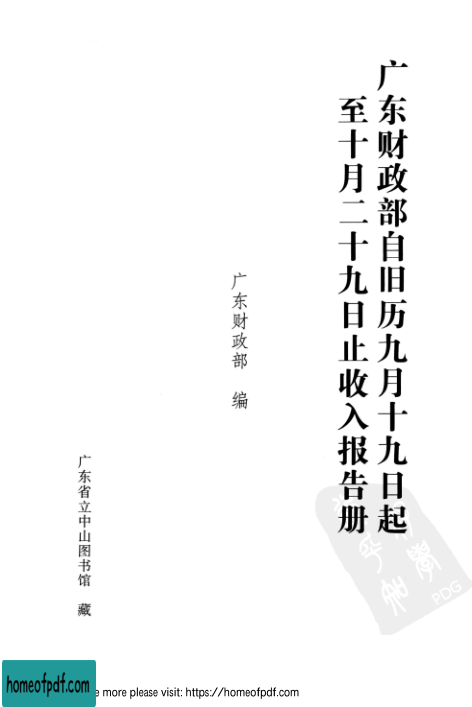 广东财政部自旧历九月十九日起
至十月二十九日止收入报告册
广东财政部 编
广东省立中山图书馆 藏
PDG
homeofpdf.com
e more please visit: https://homeofpdf.com